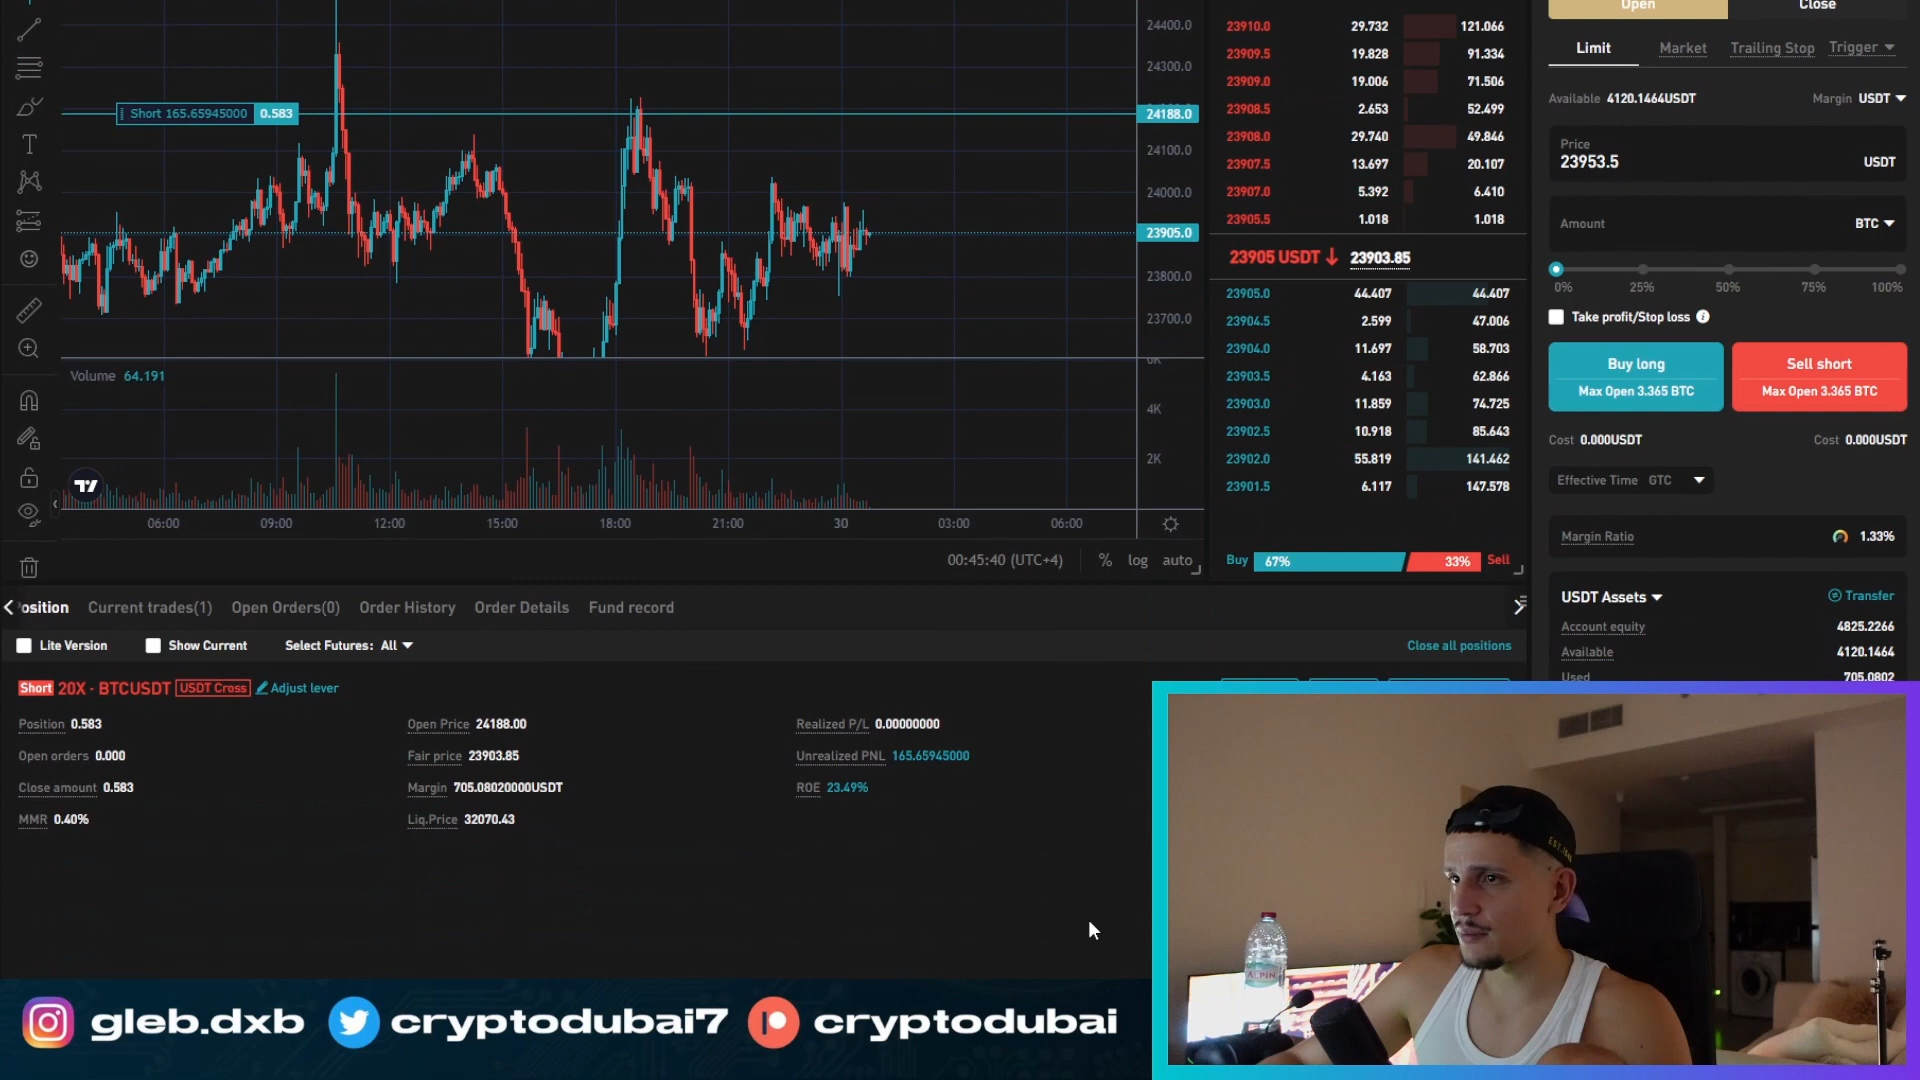 24400.0
24300.0
Short 165.65945000 0.583
24188.0
24100.0
24000.0
23905.0
23800.0
23700.0
Volume 64.191
6K
4K
2K
06:00 09:00 12:00 15:00 18:00 21:00 30 03:00 06:00
00:45:40 (UTC+4) % log auto
23910.0 29.732 121.066
23909.5 19.828 91.334
23909.0 19.006 71.506
23908.5 2.653 52.499
23908.0 29.740 49.846
23907.5 13.697 20.107
23907.0 5.392 6.410
23905.5 1.018 1.018
23905 USDT 23903.85
23905.0 44.407 44.407
23904.5 2.599 47.006
23904.0 11.697 58.703
23903.5 4.163 62.866
23903.0 11.859 74.725
23902.5 10.918 85.643
23902.0 55.819 141.462
23901.5 6.117 147.578
Buy 67% 33% Sell
Open Close
Limit Market Trailing Stop Trigger
Available 4120.1464USDT Margin USDT
Price
23953.5 USDT
Amount BTC
0% 25% 50% 75% 100%
Take profit/Stop loss
Buy long Sell short
Max Open 3.365 BTC Max Open 3.365 BTC
Cost 0.000USDT Cost 0.000USDT
Effective Time GTC
Margin Ratio 1.33%
USDT Assets Transfer
Account equity 4825.2266
Available 4120.1464
Used 705.0802
osition Current trades(1) Open Orders(0) Order History Order Details Fund record
Lite Version Show Current Select Futures: All Close all positions
Short 20X · BTCUSDT USDT Cross Adjust lever
Position 0.583 Open Price 24188.00 Realized P/L 0.00000000
Open orders 0.000 Fair price 23903.85 Unrealized PNL 165.65945000
Close amount 0.583 Margin 705.08020000USDT ROE 23.49%
MMR 0.40% Liq.Price 32070.43
gleb.dxb cryptodubai7 cryptodubai